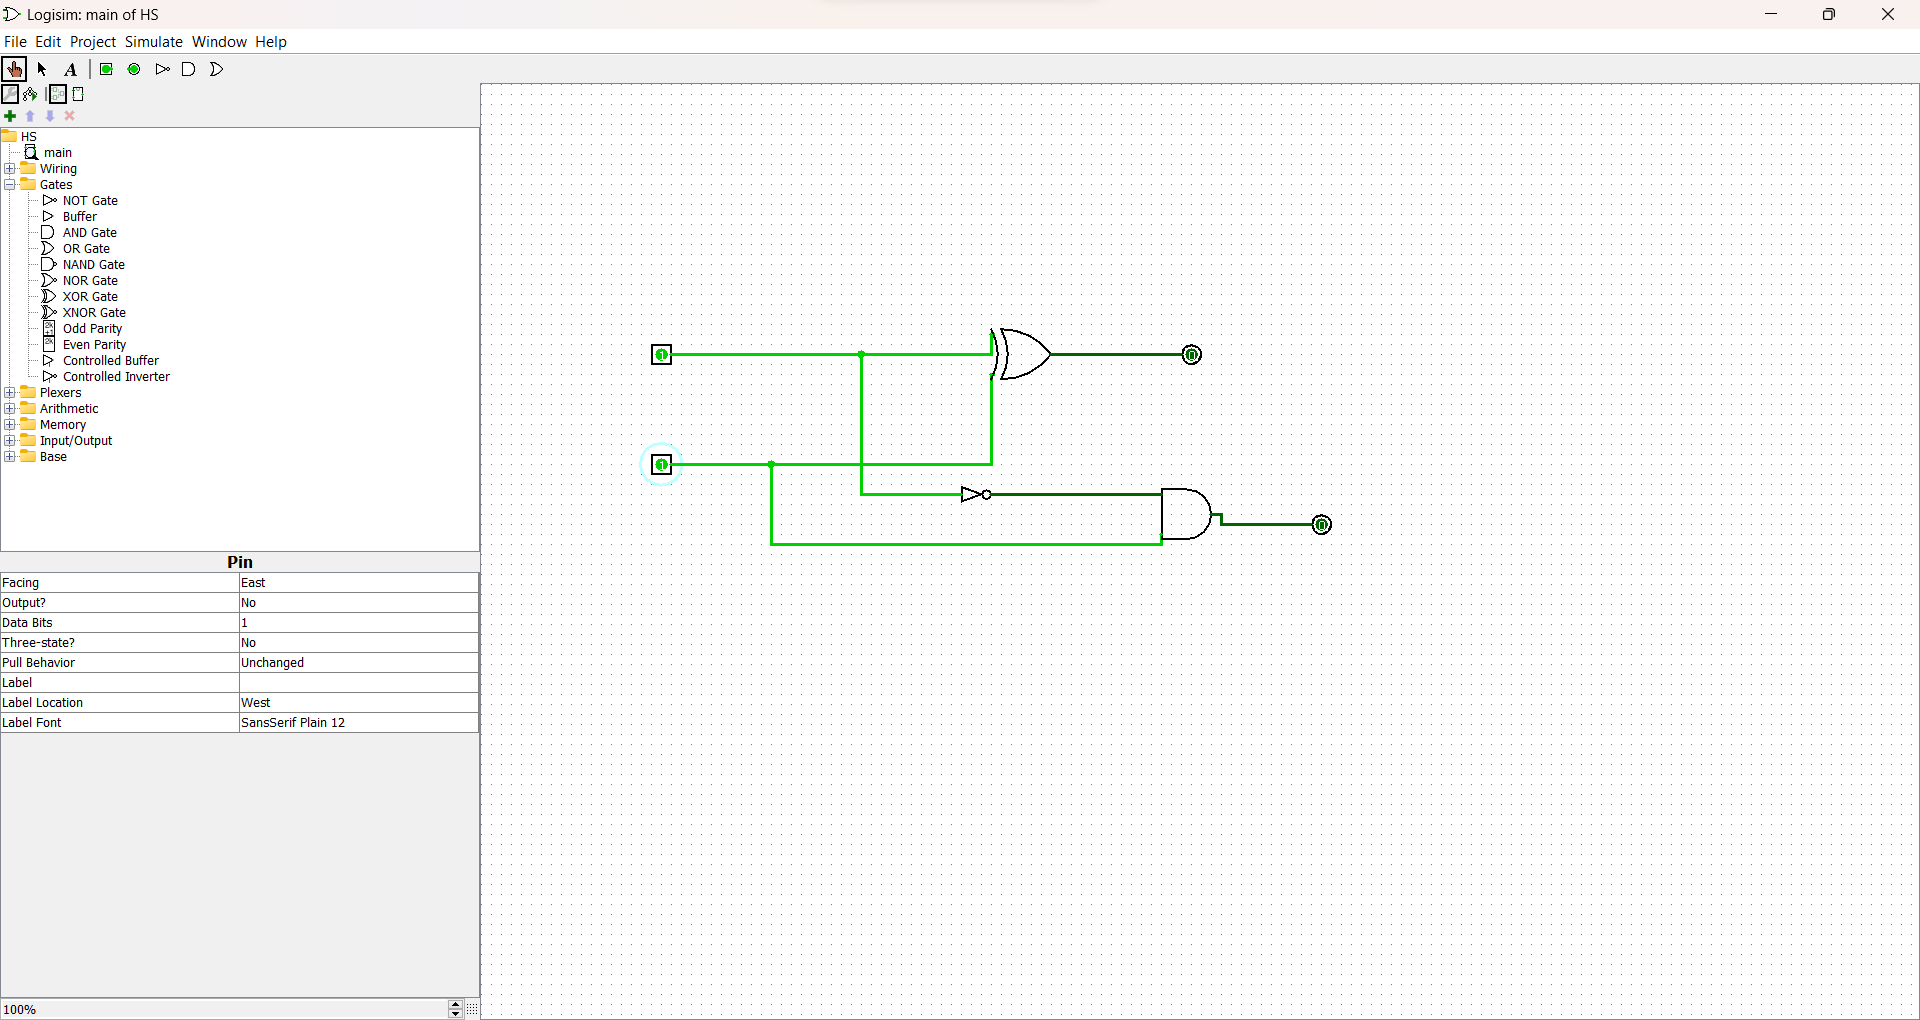 Logisim: main of HS
File Edit Project Simulate Window Help
A
HS
main
Wiring
Gates
NOT Gate
Buffer
AND Gate
OR Gate
NAND Gate
NOR Gate
XOR Gate
XNOR Gate
Odd Parity
Even Parity
Controlled Buffer
Controlled Inverter
Plexers
Arithmetic
Memory
Input/Output
Base
1
0
1
0
Pin
Facing East
Output? No
Data Bits 1
Three-state? No
Pull Behavior Unchanged
Label
Label Location West
Label Font SansSerif Plain 12
100%